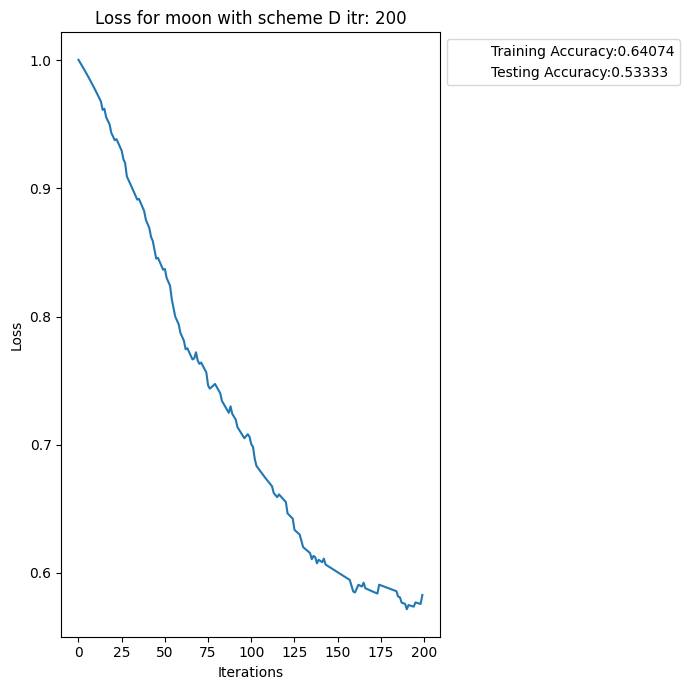 Loss for moon with scheme D itr: 200
Training Accuracy:0.64074
Testing Accuracy:0.53333
1.0
0.9
0.8
0.7
0.6
Loss
0 25 50 75 100 125 150 175 200
Iterations